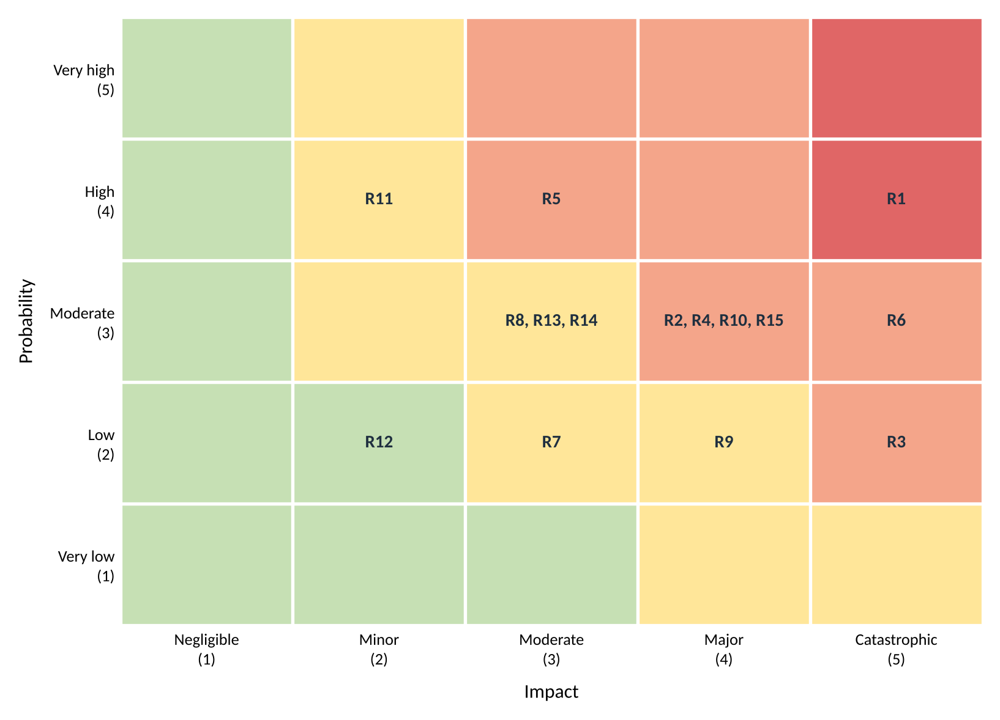 Very high
(5)
High
(4)
R11
R5
R1
Probability
Moderate
(3)
R8, R13, R14
R2, R4, R10, R15
R6
Low
(2)
R12
R7
R9
R3
Very low
(1)
Negligible
(1)
Minor
(2)
Moderate
(3)
Major
(4)
Catastrophic
(5)
Impact